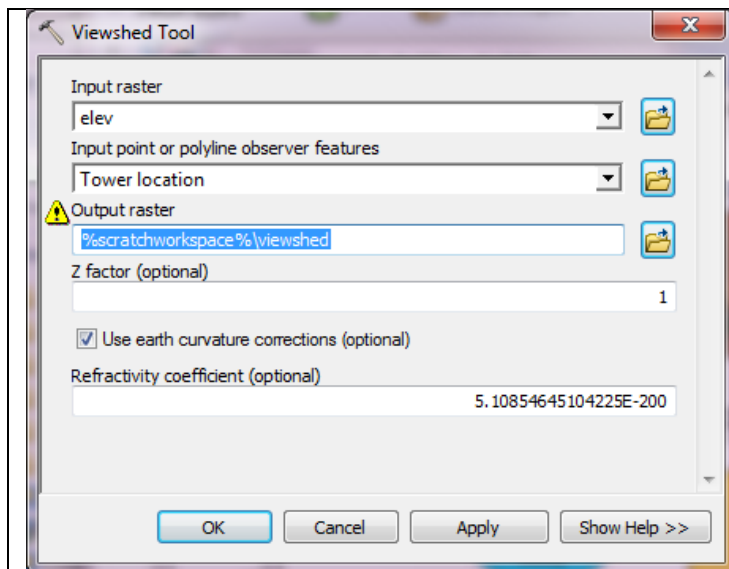 Viewshed Tool
Input raster
elev
Input point or polyline observer features
Tower location
Output raster
%scratchworkspace%\viewshed
Z factor (optional)
1
Use earth curvature corrections (optional)
Refractivity coefficient (optional)
5.10854645104225E-200
OK Cancel Apply Show Help >>